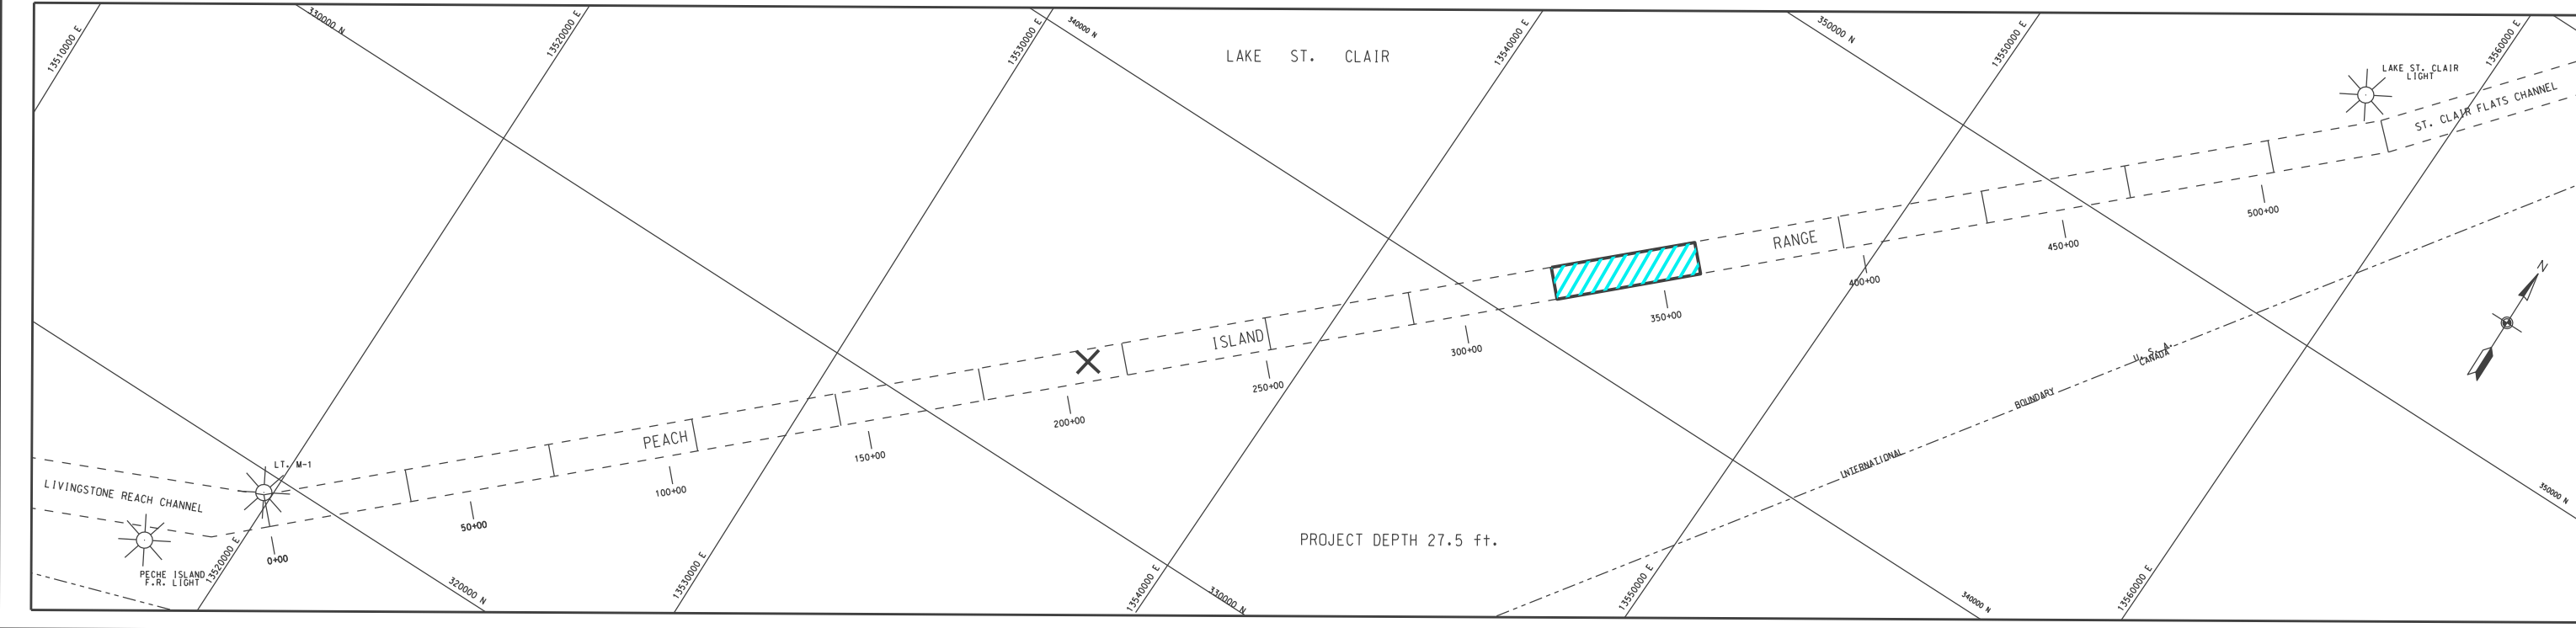 13510000 E
330000 N
13520000 E
13530000 E
340000 N
LAKE ST. CLAIR
13540000 E
350000 N
13550000 E
LAKE ST. CLAIR
LIGHT
13560000 E
ST. CLAIR FLATS CHANNEL
500+00
450+00
RANGE
400+00
350+00
300+00
ISLAND
250+00
200+00
PEACH
150+00
100+00
50+00
0+00
LT. M-1
LIVINGSTONE REACH CHANNEL
PECHE ISLAND
F.R. LIGHT
N
U. S. A.
CANADA
BOUNDARY
INTERNATIONAL
PROJECT DEPTH 27.5 ft.
13520000 E
320000 N
13530000 E
13540000 E
330000 N
13550000 E
340000 N
13560000 E
350000 N